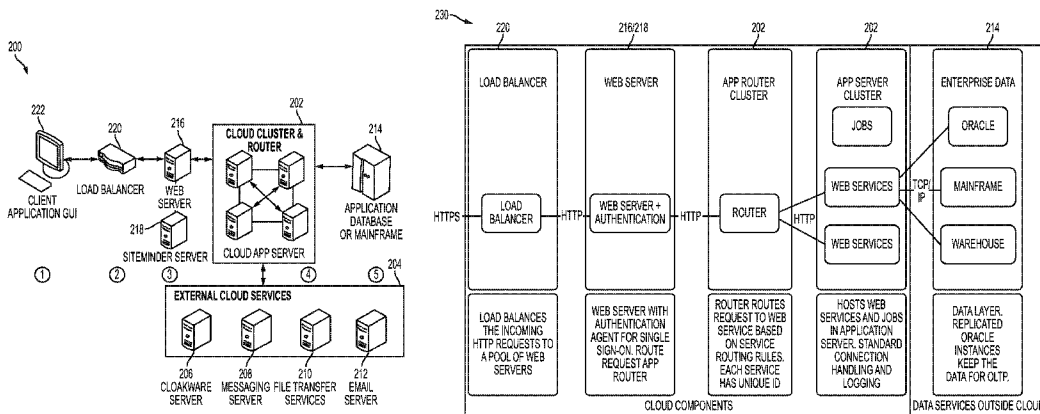 200
222
220
216
202
214
CLOUD CLUSTER &
ROUTER
LOAD BALANCER
WEB
SERVER
CLIENT
APPLICATION GUI
218
SITEMINDER SERVER
CLOUD APP SERVER
APPLICATION
DATABASE
OR MAINFRAME
1
2
3
4
5
204
EXTERNAL CLOUD SERVICES
206
CLOAKWARE
SERVER
206
MESSAGING
SERVER
210
FILE TRANSFER
SERVICES
212
EMAIL
SERVER
230
220
216/218
202
202
214
LOAD BALANCER
WEB SERVER
APP ROUTER
CLUSTER
APP SERVER
CLUSTER
ENTERPRISE DATA
JOBS
ORACLE
HTTPS
LOAD
BALANCER
HTTP
WEB SERVER +
AUTHENTICATION
HTTP
ROUTER
HTTP
WEB SERVICES
WEB SERVICES
TCP/
IP
MAINFRAME
WAREHOUSE
LOAD BALANCES
THE INCOMING
HTTP REQUESTS TO
A POOL OF WEB
SERVERS
WEB SERVER WITH
AUTHENTICATION
AGENT FOR SINGLE
SIGN-ON. ROUTE
REQUEST APP
ROUTER
ROUTER ROUTES
REQUEST TO WEB
SERVICE BASED
ON SERVICE
ROUTING RULES.
EACH SERVICE
HAS UNIQUE ID
HOSTS WEB
SERVICES AND JOBS
IN APPLICATION
SERVER. STANDARD
CONNECTION
HANDLING AND
LOGGING
DATA LAYER.
REPLICATED
ORACLE
INSTANCES
KEEP THE
DATA FOR OLTP.
CLOUD COMPONENTS
DATA SERVICES OUTSIDE CLOUD